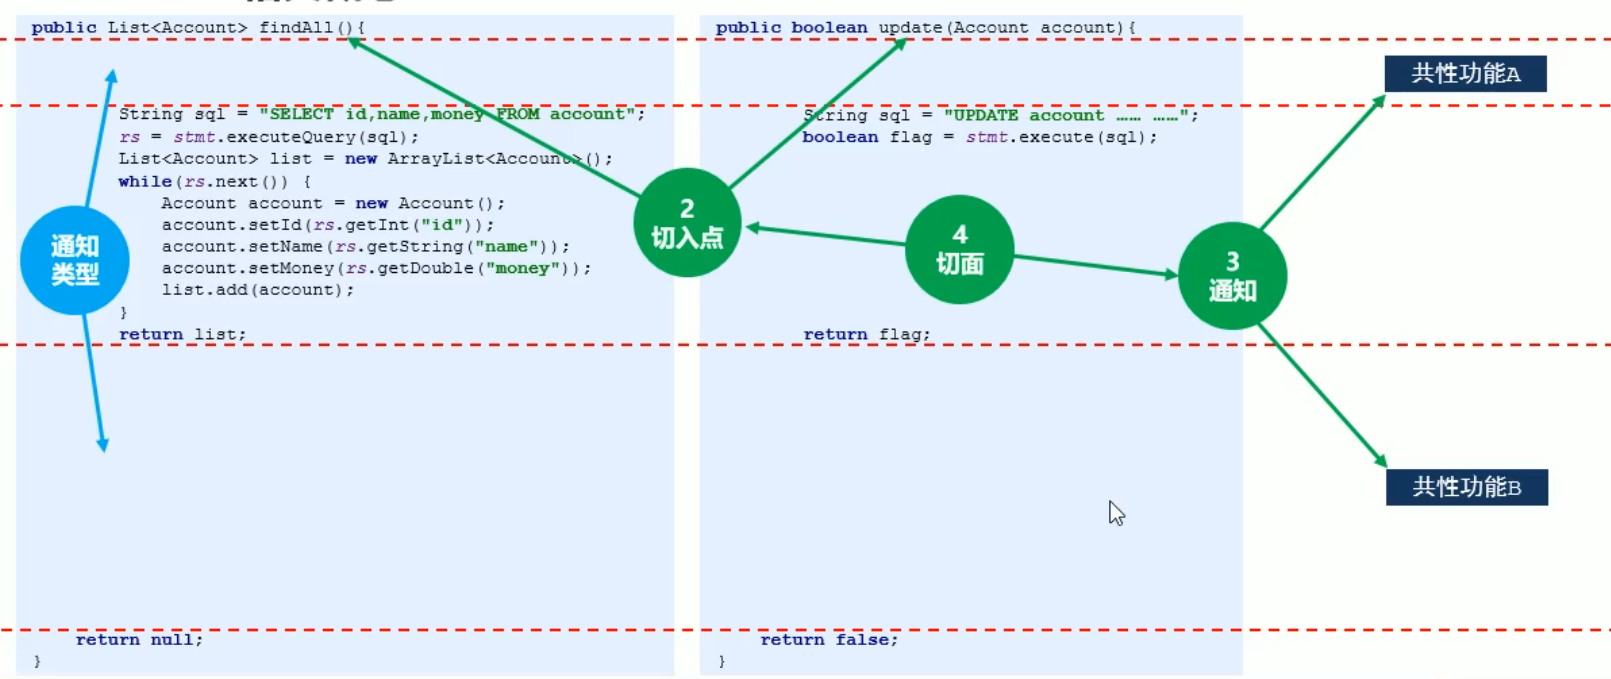 public List<Account> findAll(){
String sql = "SELECT id,name,money FROM account";
rs = stmt.executeQuery(sql);
List<Account> list = new ArrayList<Account>();
while(rs.next()) {
Account account = new Account();
account.setId(rs.getInt("id"));
account.setName(rs.getString("name"));
account.setMoney(rs.getDouble("money"));
list.add(account);
}
return list;
return null;
}
通知
类型
2
切入点
public boolean update(Account account){
String sql = "UPDATE account …… ……";
boolean flag = stmt.execute(sql);
return flag;
return false;
}
4
切面
3
通知
共性功能A
共性功能B